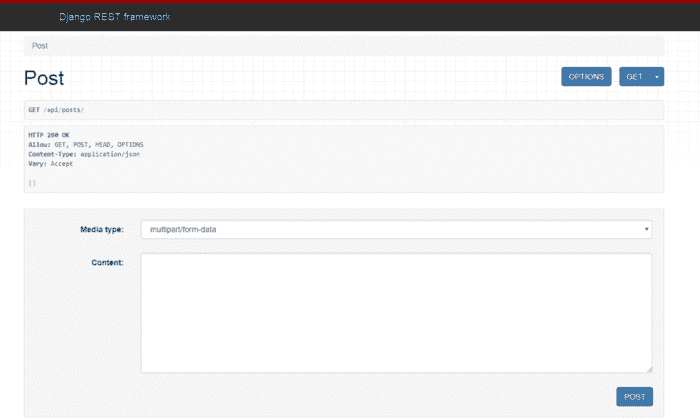 Django REST framework
Post
Post
OPTIONS
GET
GET /api/posts/
HTTP 200 OK
Allow: GET, POST, HEAD, OPTIONS
Content-Type: application/json
Vary: Accept
[]
Media type:
multipart/form-data
Content:
POST